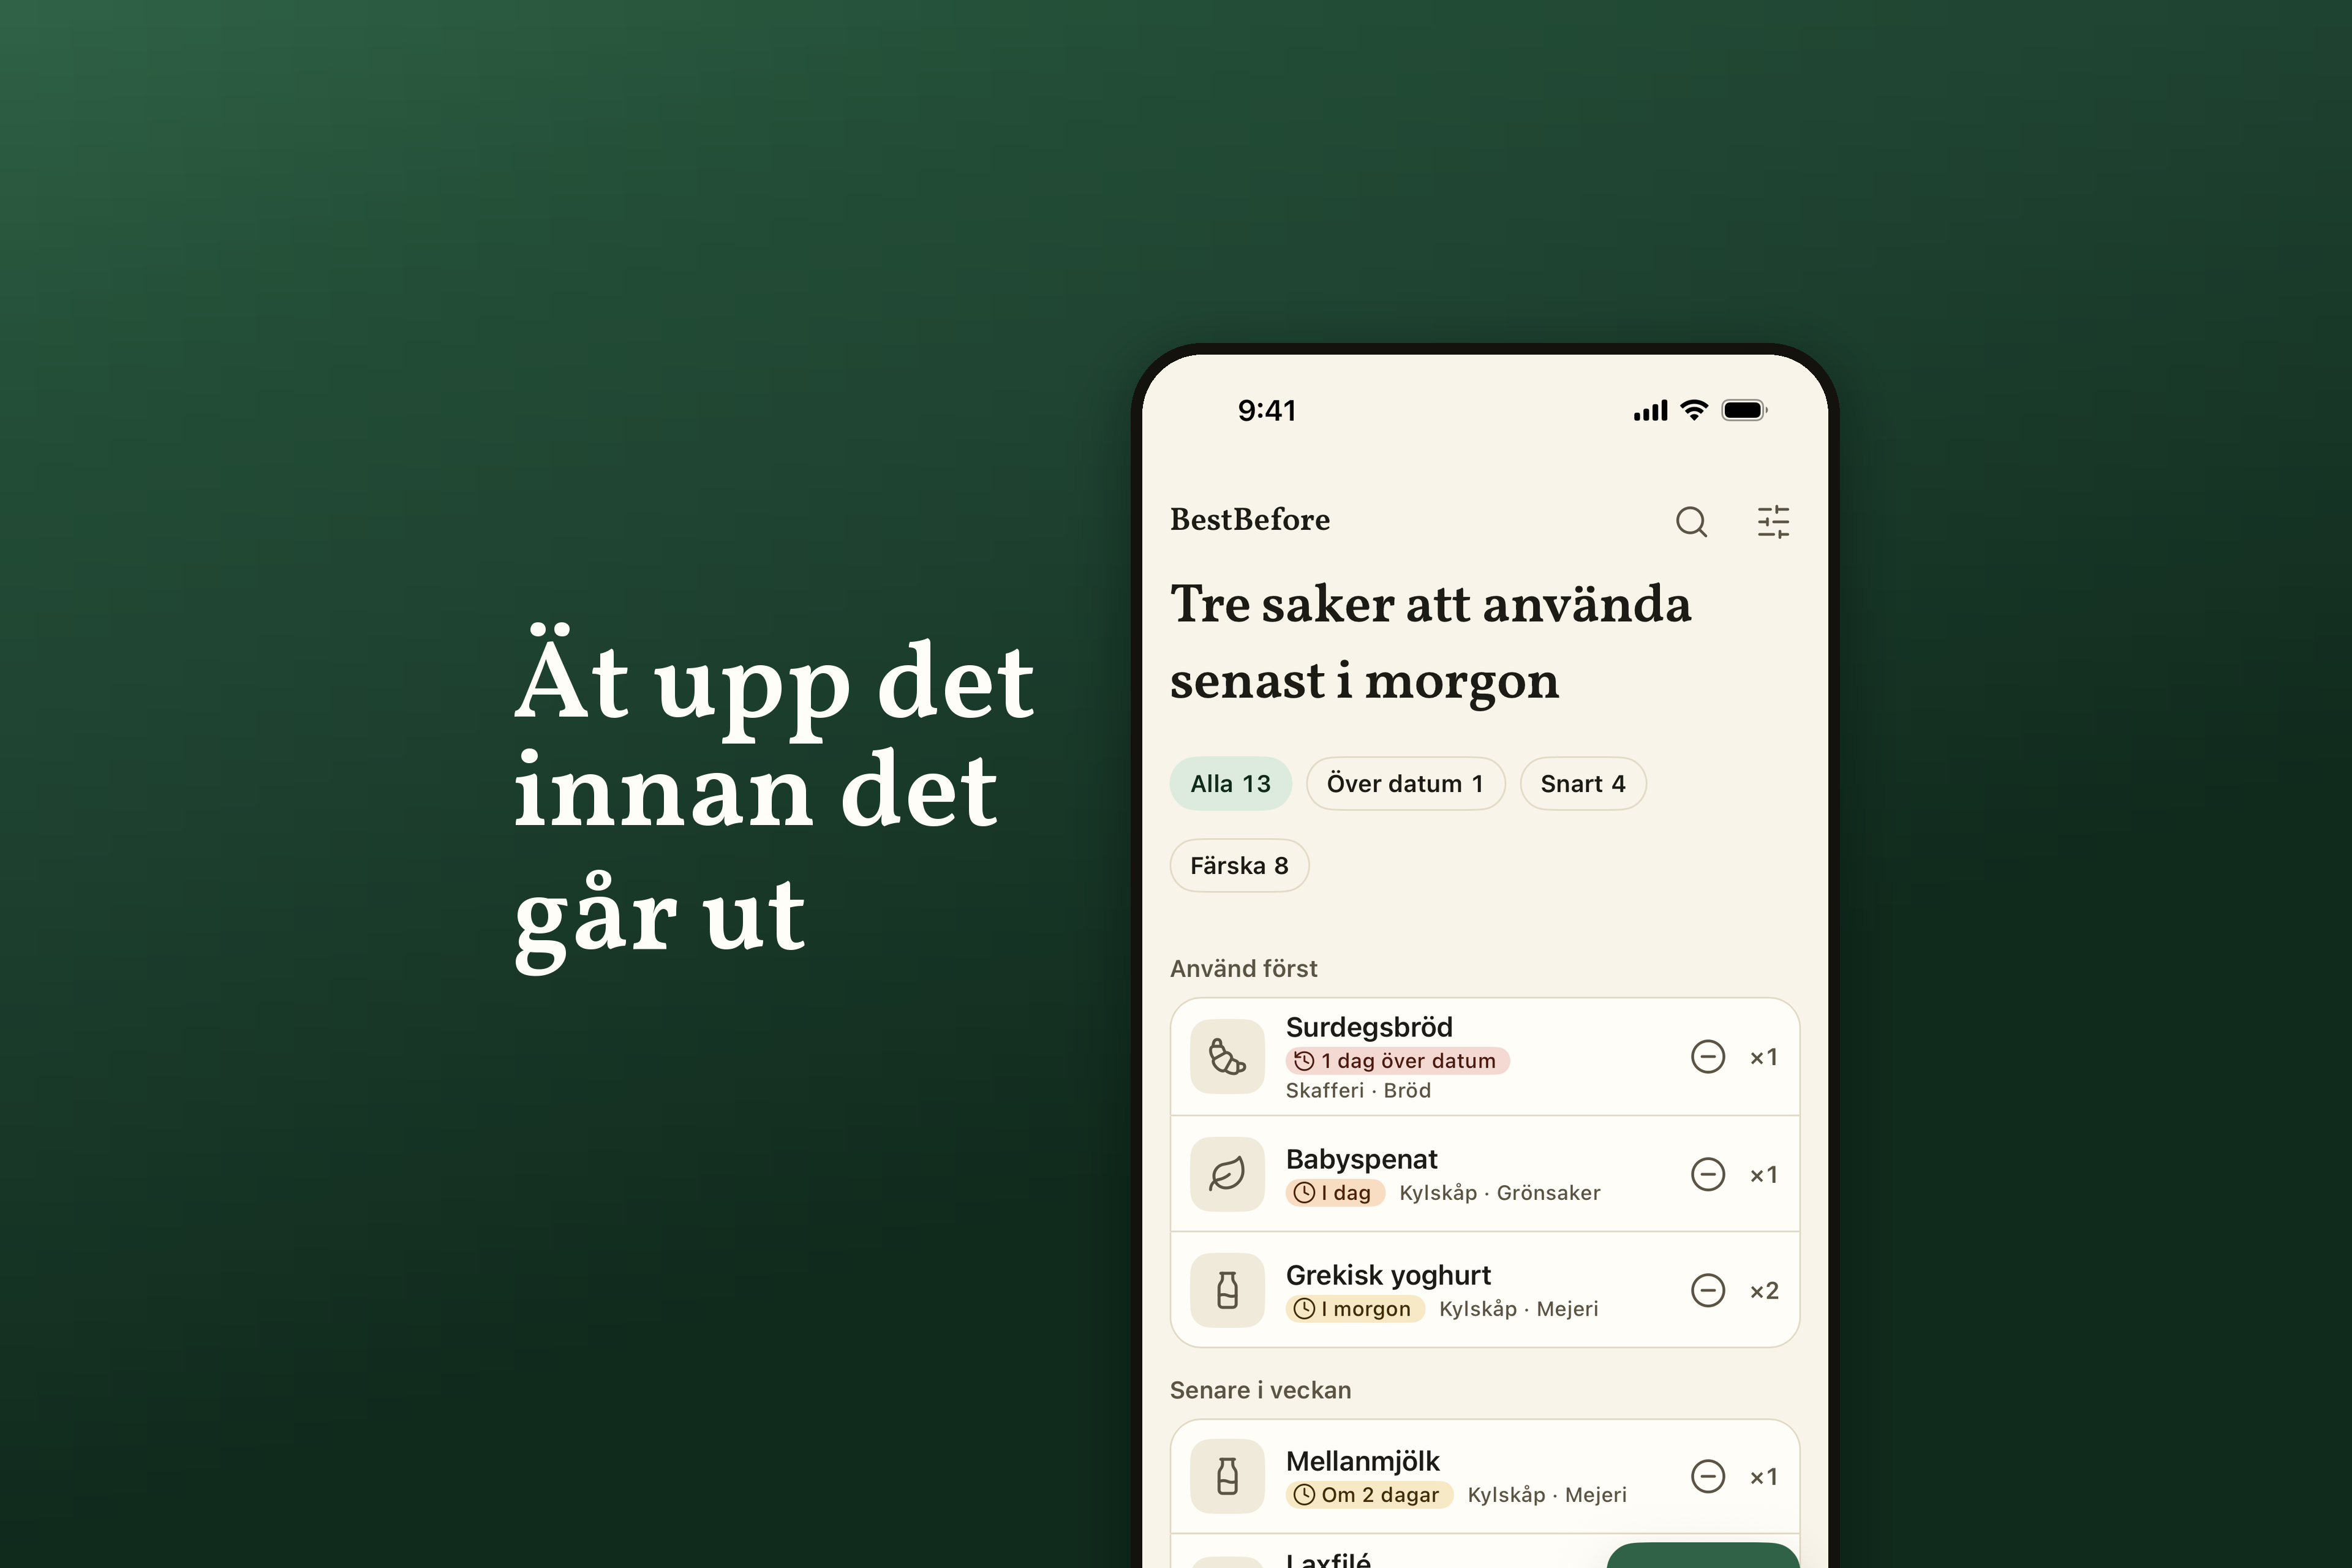 Ät upp det
innan det
går ut
9:41
BestBefore
Tre saker att använda
senast i morgon
Alla 13
Över datum 1
Snart 4
Färska 8
Använd först
Surdegsbröd
1 dag över datum
Skafferi · Bröd
×1
Babyspenat
I dag
Kylskåp · Grönsaker
×1
Grekisk yoghurt
I morgon
Kylskåp · Mejeri
×2
Senare i veckan
Mellanmjölk
Om 2 dagar
Kylskåp · Mejeri
×1
Laxfilé